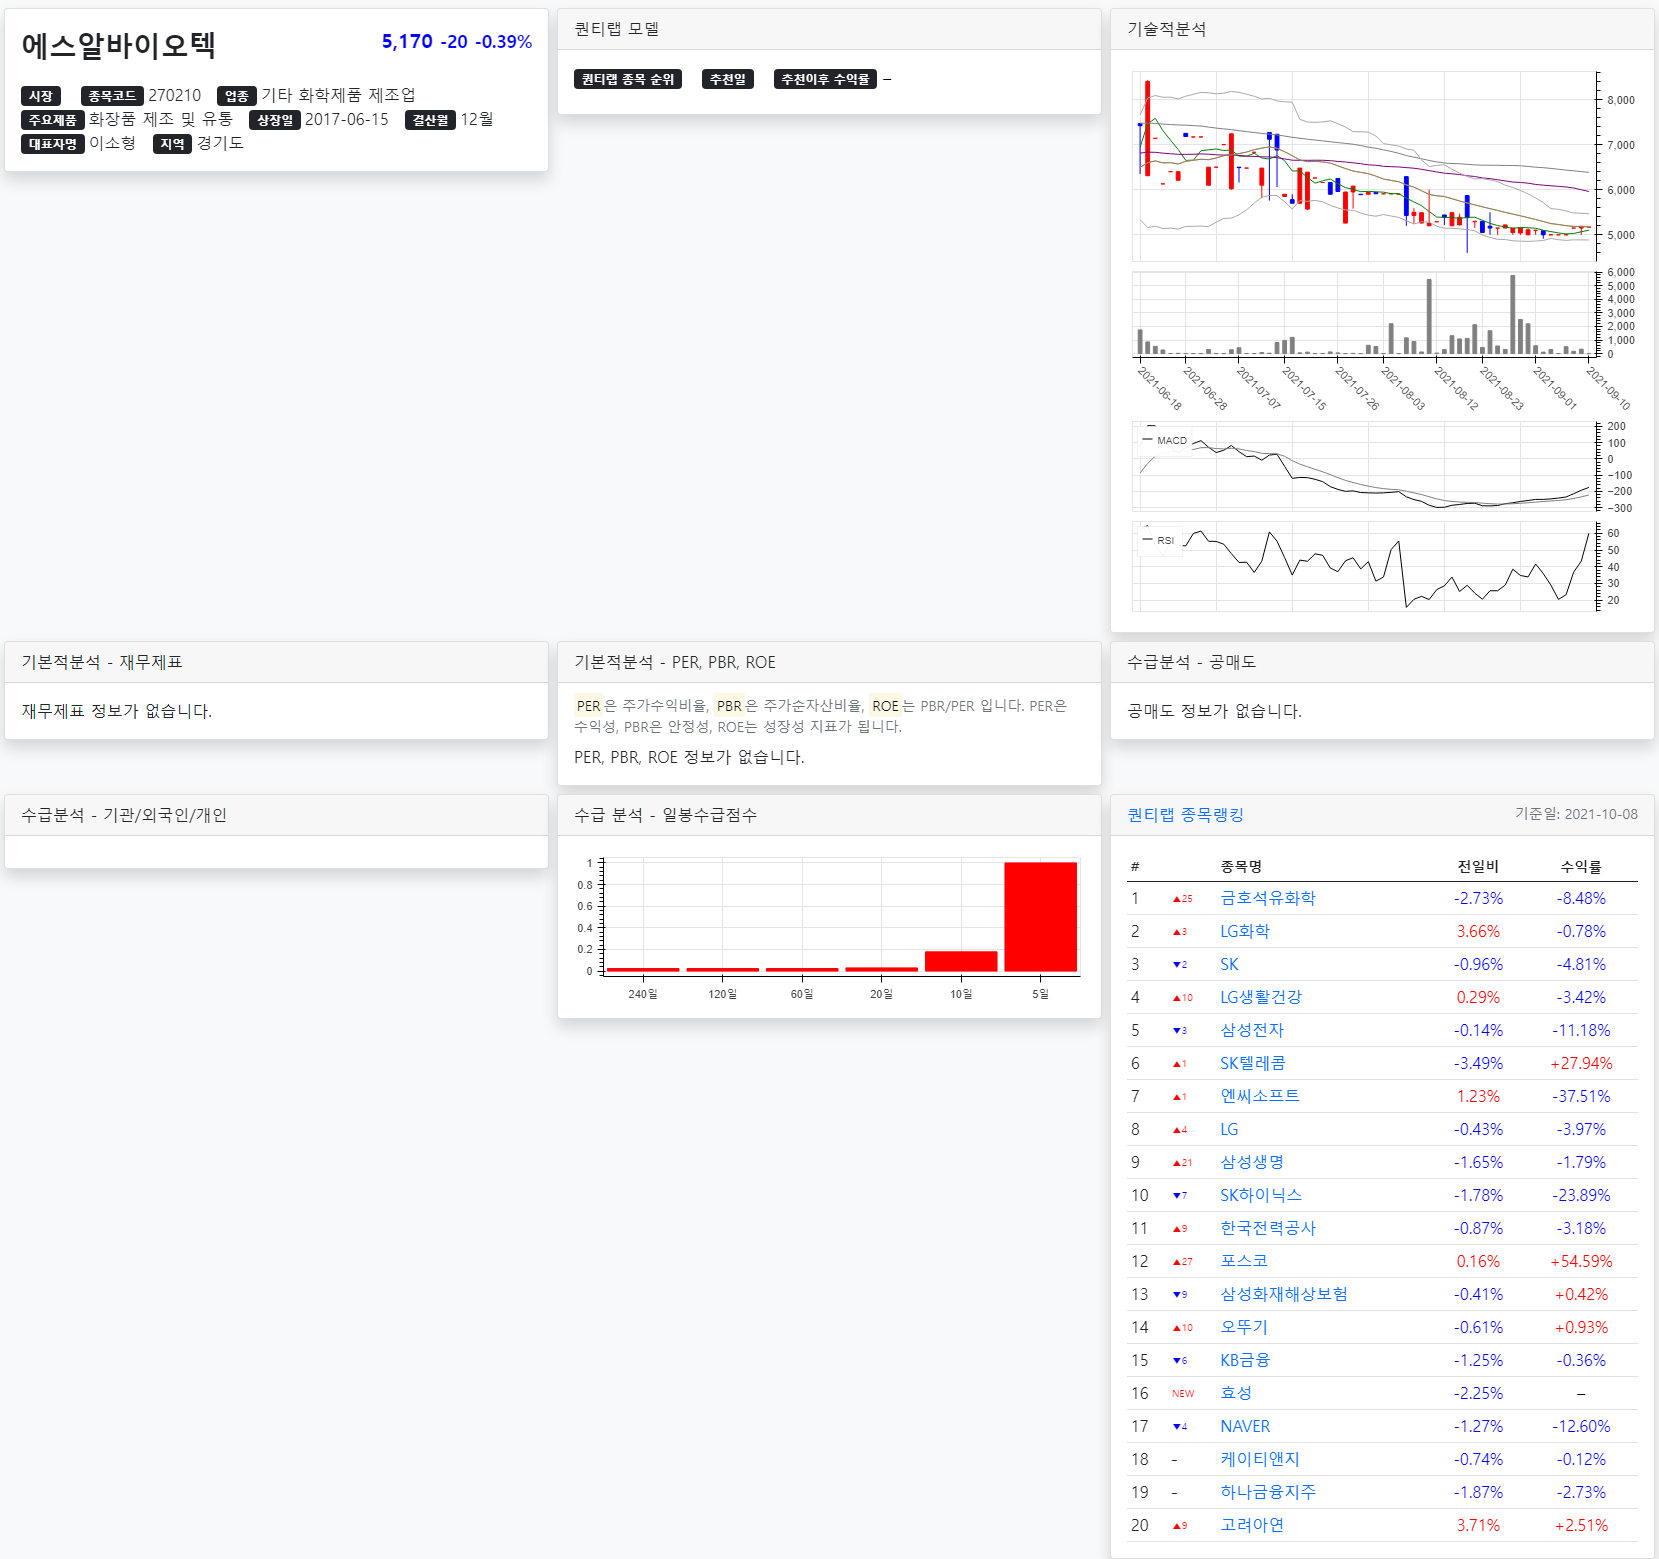 에스알바이오텍
5,170 -20 -0.39%
시장 종목코드 270210 업종 기타 화학제품 제조업
주요제품 화장품 제조 및 유통 상장일 2017-06-15 결산월 12월
대표자명 이소형 지역 경기도
퀀티랩 모델
퀀티랩 종목 순위 추천일 추천이후 수익률 –
기술적분석
8,000
7,000
6,000
5,000
6,000
5,000
4,000
3,000
2,000
1,000
0
2021-06-18
2021-06-28
2021-07-07
2021-07-15
2021-07-26
2021-08-03
2021-08-12
2021-08-23
2021-09-01
2021-09-10
MACD
200
100
0
−100
−200
−300
RSI
60
50
40
30
20
기본적분석 - 재무제표
재무제표 정보가 없습니다.
기본적분석 - PER, PBR, ROE
PER은 주가수익비율, PBR은 주가순자산비율, ROE는 PBR/PER 입니다. PER은
수익성, PBR은 안정성, ROE는 성장성 지표가 됩니다.
PER, PBR, ROE 정보가 없습니다.
수급분석 - 공매도
공매도 정보가 없습니다.
수급분석 - 기관/외국인/개인
수급 분석 - 일봉수급점수
1
0.8
0.6
0.4
0.2
0
240일 120일 60일 20일 10일 5일
퀀티랩 종목랭킹 기준일: 2021-10-08
# 종목명 전일비 수익률
1 ▲25 금호석유화학 -2.73% -8.48%
2 ▲3 LG화학 3.66% -0.78%
3 ▼2 SK -0.96% -4.81%
4 ▲10 LG생활건강 0.29% -3.42%
5 ▼3 삼성전자 -0.14% -11.18%
6 ▲1 SK텔레콤 -3.49% +27.94%
7 ▲1 엔씨소프트 1.23% -37.51%
8 ▲4 LG -0.43% -3.97%
9 ▲21 삼성생명 -1.65% -1.79%
10 ▼7 SK하이닉스 -1.78% -23.89%
11 ▲9 한국전력공사 -0.87% -3.18%
12 ▲27 포스코 0.16% +54.59%
13 ▼9 삼성화재해상보험 -0.41% +0.42%
14 ▲10 오뚜기 -0.61% +0.93%
15 ▼6 KB금융 -1.25% -0.36%
16 NEW 효성 -2.25% –
17 ▼4 NAVER -1.27% -12.60%
18 - 케이티앤지 -0.74% -0.12%
19 - 하나금융지주 -1.87% -2.73%
20 ▲9 고려아연 3.71% +2.51%